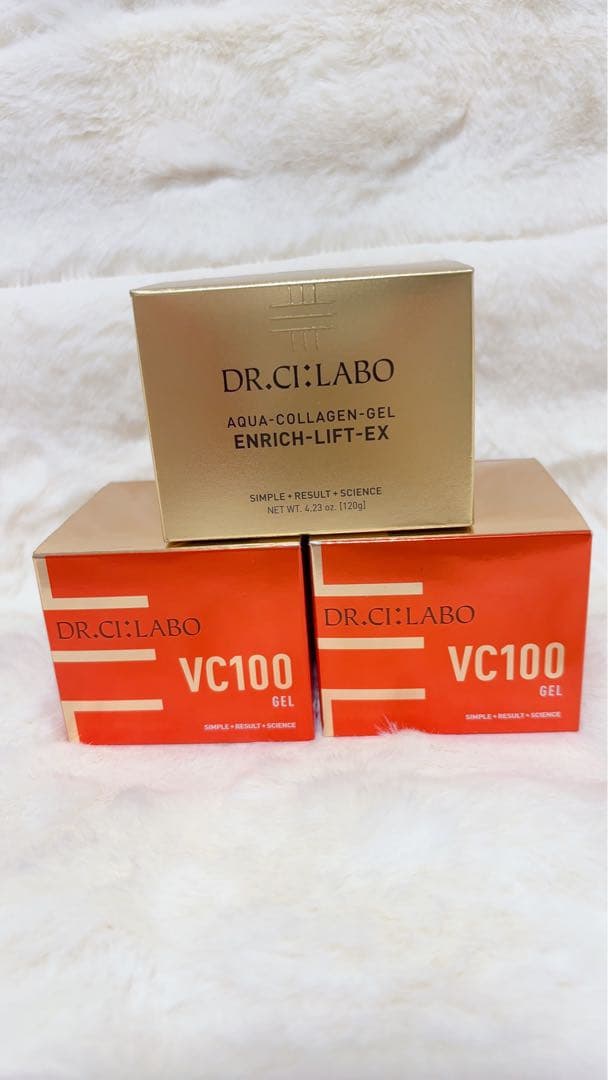 DR.CI:LABO
AQUA-COLLAGEN-GEL
ENRICH-LIFT-EX
SIMPLE + RESULT + SCIENCE
NET WT. 4.23 oz. [120g]
DR.CI:LABO
VC100
GEL
SIMPLE + RESULT + SCIENCE
DR.CI:LABO
VC100
GEL
SIMPLE + RESULT + SCIENCE